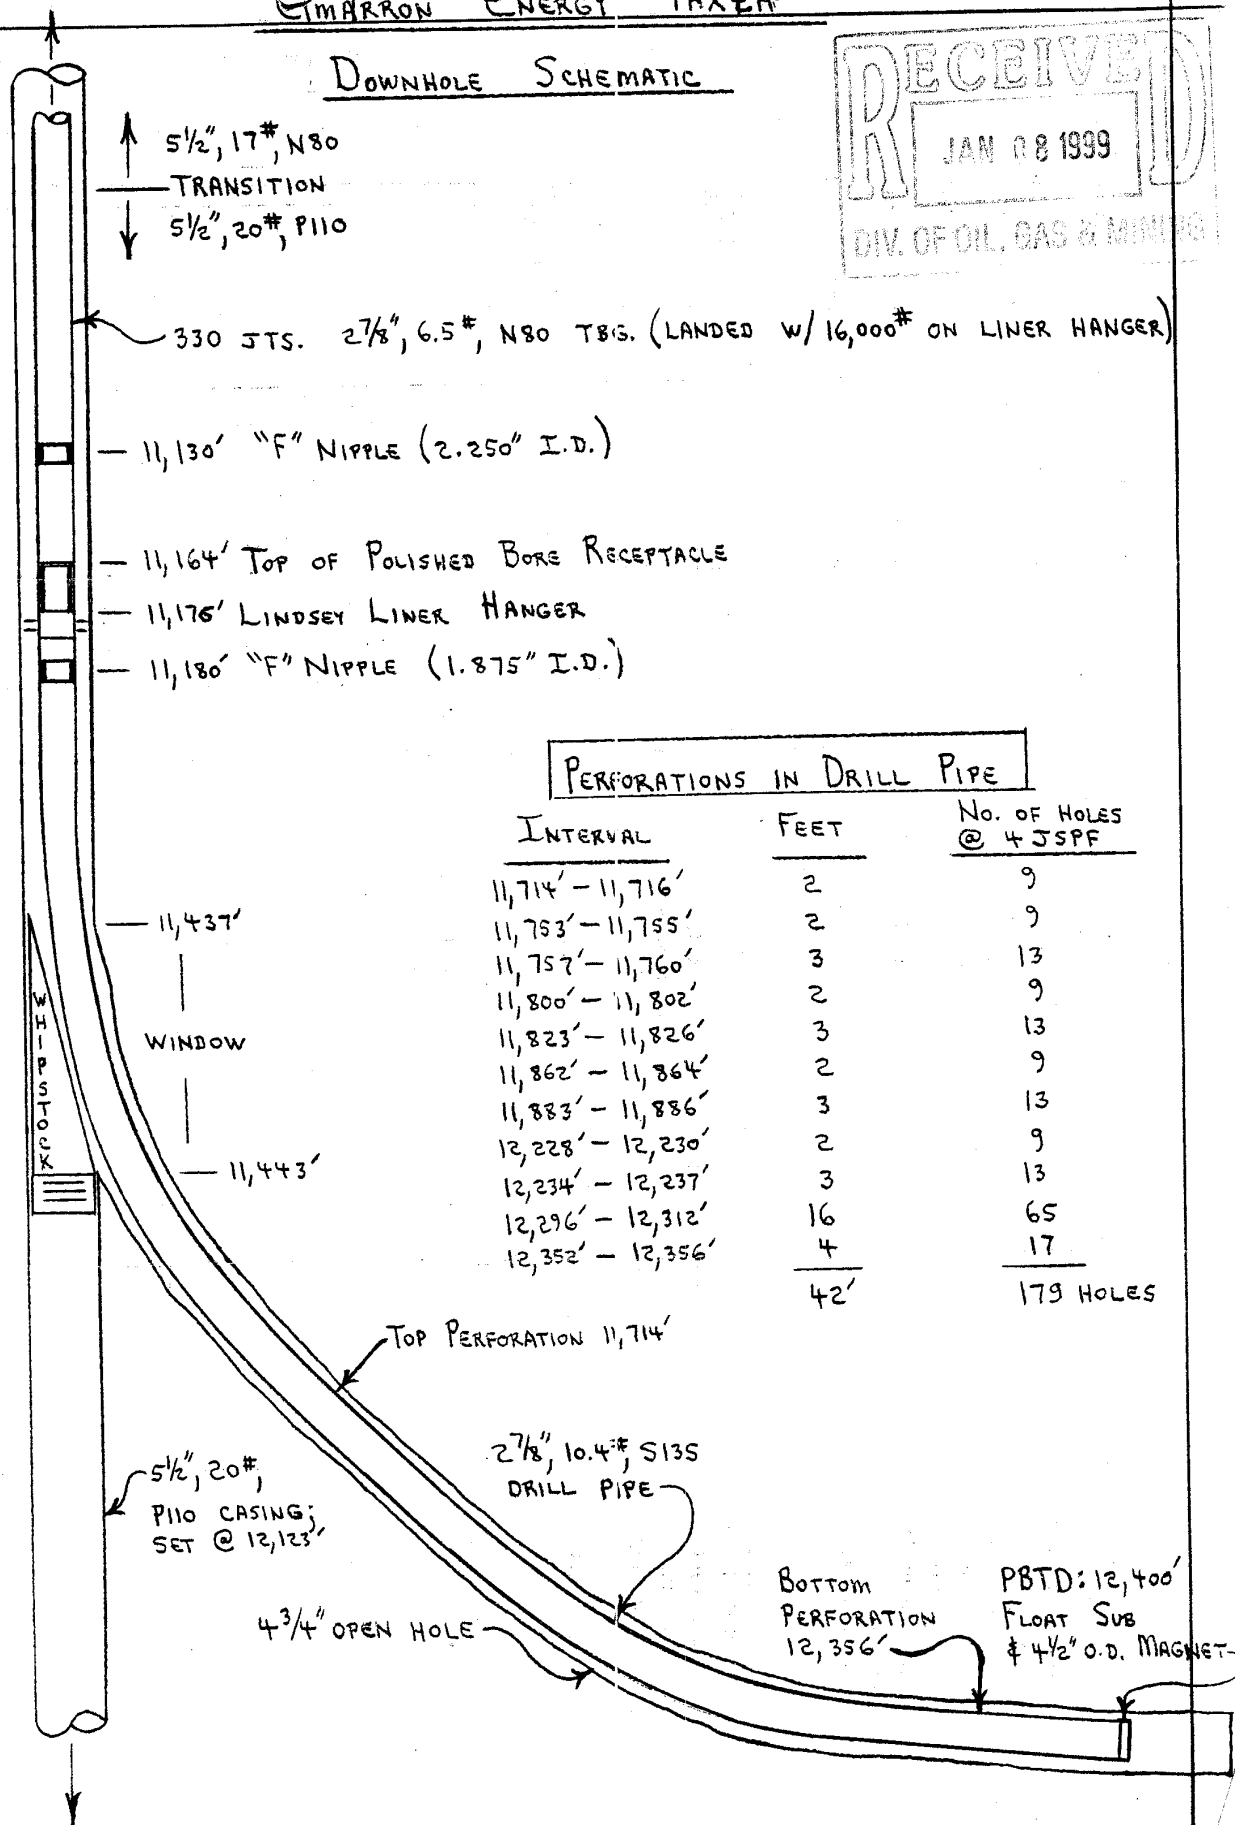 CIMARRON ENERGY
DOWNHOLE SCHEMATIC
RECEIVED
JAN 08 1999
DIV. OF OIL, GAS & MINING
5½", 17#, N80
TRANSITION
5½", 20#, P110
330 JTS. 2⅞", 6.5#, N80 TBG. (LANDED W/ 16,000# ON LINER HANGER)
11,130' "F" NIPPLE (2.250" I.D.)
11,164' TOP OF POLISHED BORE RECEPTACLE
11,176' LINDSEY LINER HANGER
11,180' "F" NIPPLE (1.875" I.D.)
PERFORATIONS IN DRILL PIPE
INTERVAL FEET NO. OF HOLES @ 4 JSPF
11,714' - 11,716' 2 9
11,753' - 11,755' 2 9
11,757' - 11,760' 3 13
11,800' - 11,802' 2 9
11,823' - 11,826' 3 13
11,862' - 11,864' 2 9
11,883' - 11,886' 3 13
12,228' - 12,230' 2 9
12,234' - 12,237' 3 13
12,296' - 12,312' 16 65
12,352' - 12,356' 4 17
42' 179 HOLES
11,437'
WINDOW
WHIPSTOCK
11,443'
TOP PERFORATION 11,714'
5½", 20#,
P110 CASING;
SET @ 12,123'
2⅞", 10.4#, S135
DRILL PIPE
4¾" OPEN HOLE
BOTTOM
PERFORATION
12,356'
PBTD: 12,400'
FLOAT SUB
& 4½" O.D. MAGNET